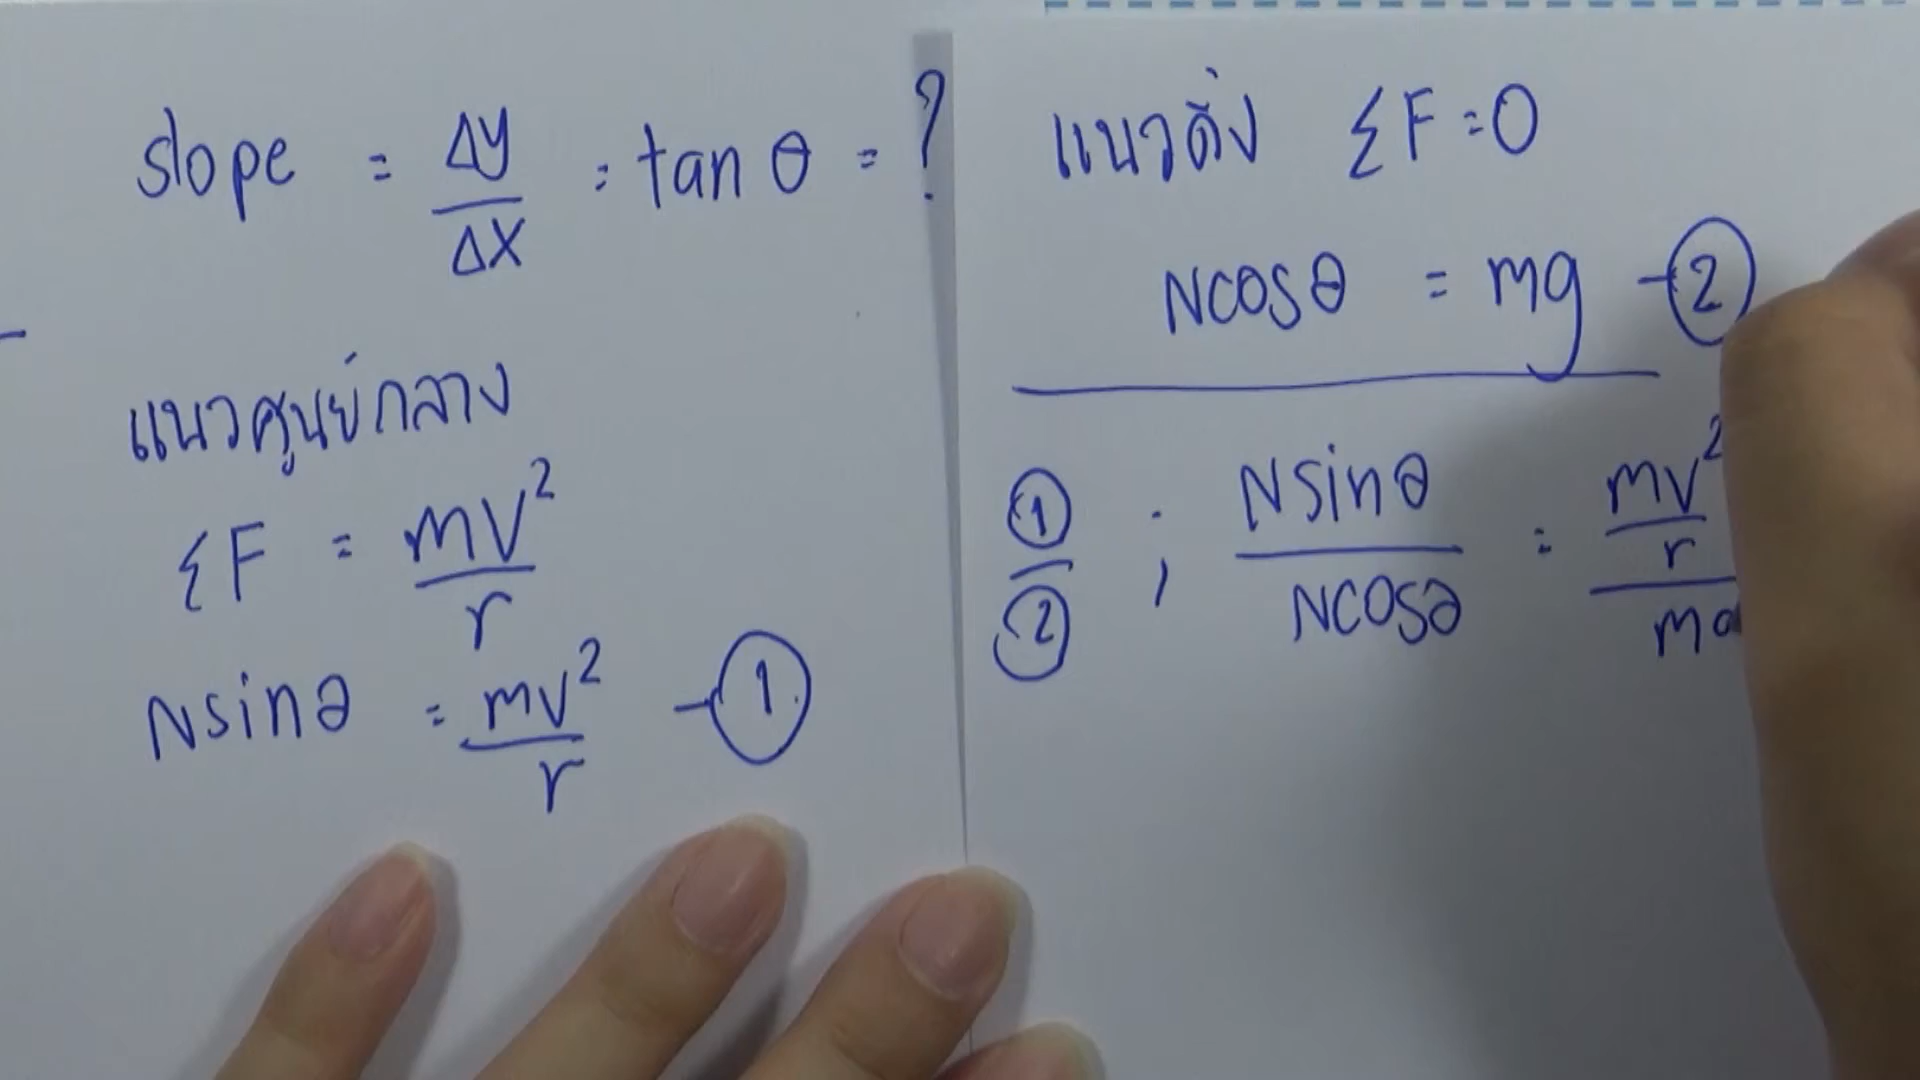 slope = Δy/Δx = tan θ = ?
แนวศูนย์กลาง
ΣF = mv²/r
Nsinθ = mv²/r -①
แนวดิ่ง ΣF = 0
Ncosθ = mg -②
①/② ; Nsinθ/Ncosθ = mv²/r/mg